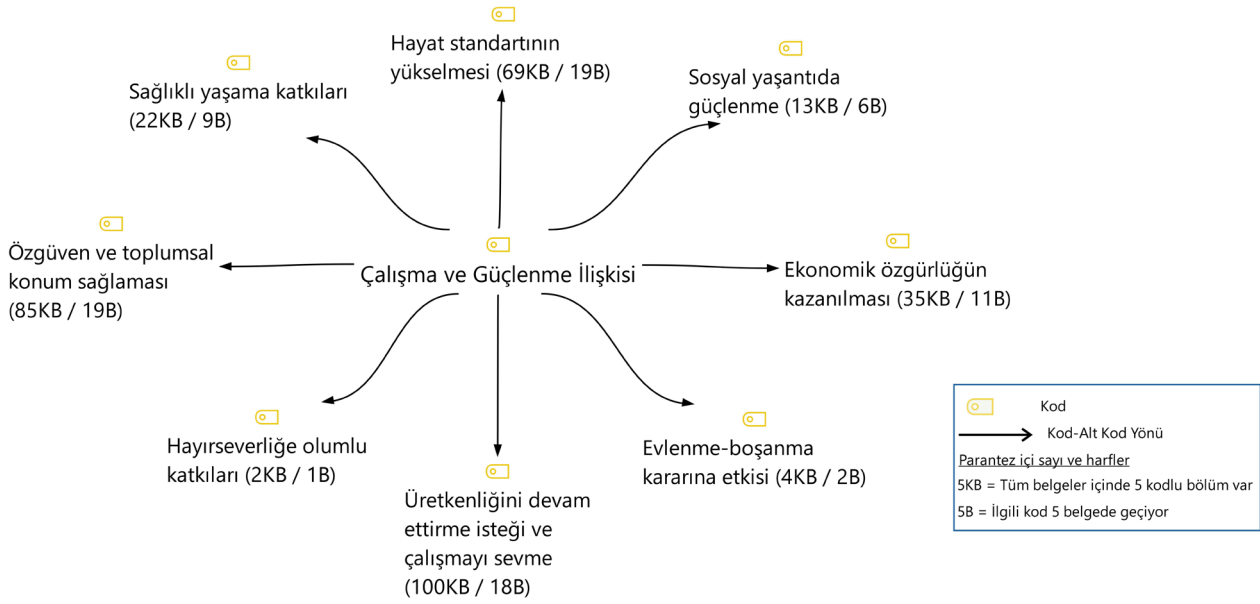 Hayat standartının
yükselmesi (69KB / 19B)
Sosyal yaşantıda
güçlenme (13KB / 6B)
Sağlıklı yaşama katkıları
(22KB / 9B)
Özgüven ve toplumsal
konum sağlaması
(85KB / 19B)
Çalışma ve Güçlenme İlişkisi
Ekonomik özgürlüğün
kazanılması (35KB / 11B)
Hayırseverliğe olumlu
katkıları (2KB / 1B)
Üretkenliğini devam
ettirme isteği ve
çalışmayı sevme
(100KB / 18B)
Evlenme-boşanma
kararına etkisi (4KB / 2B)
Kod
Kod-Alt Kod Yönü
Parantez içi sayı ve harfler
5KB = Tüm belgeler içinde 5 kodlu bölüm var
5B = İlgili kod 5 belgede geçiyor